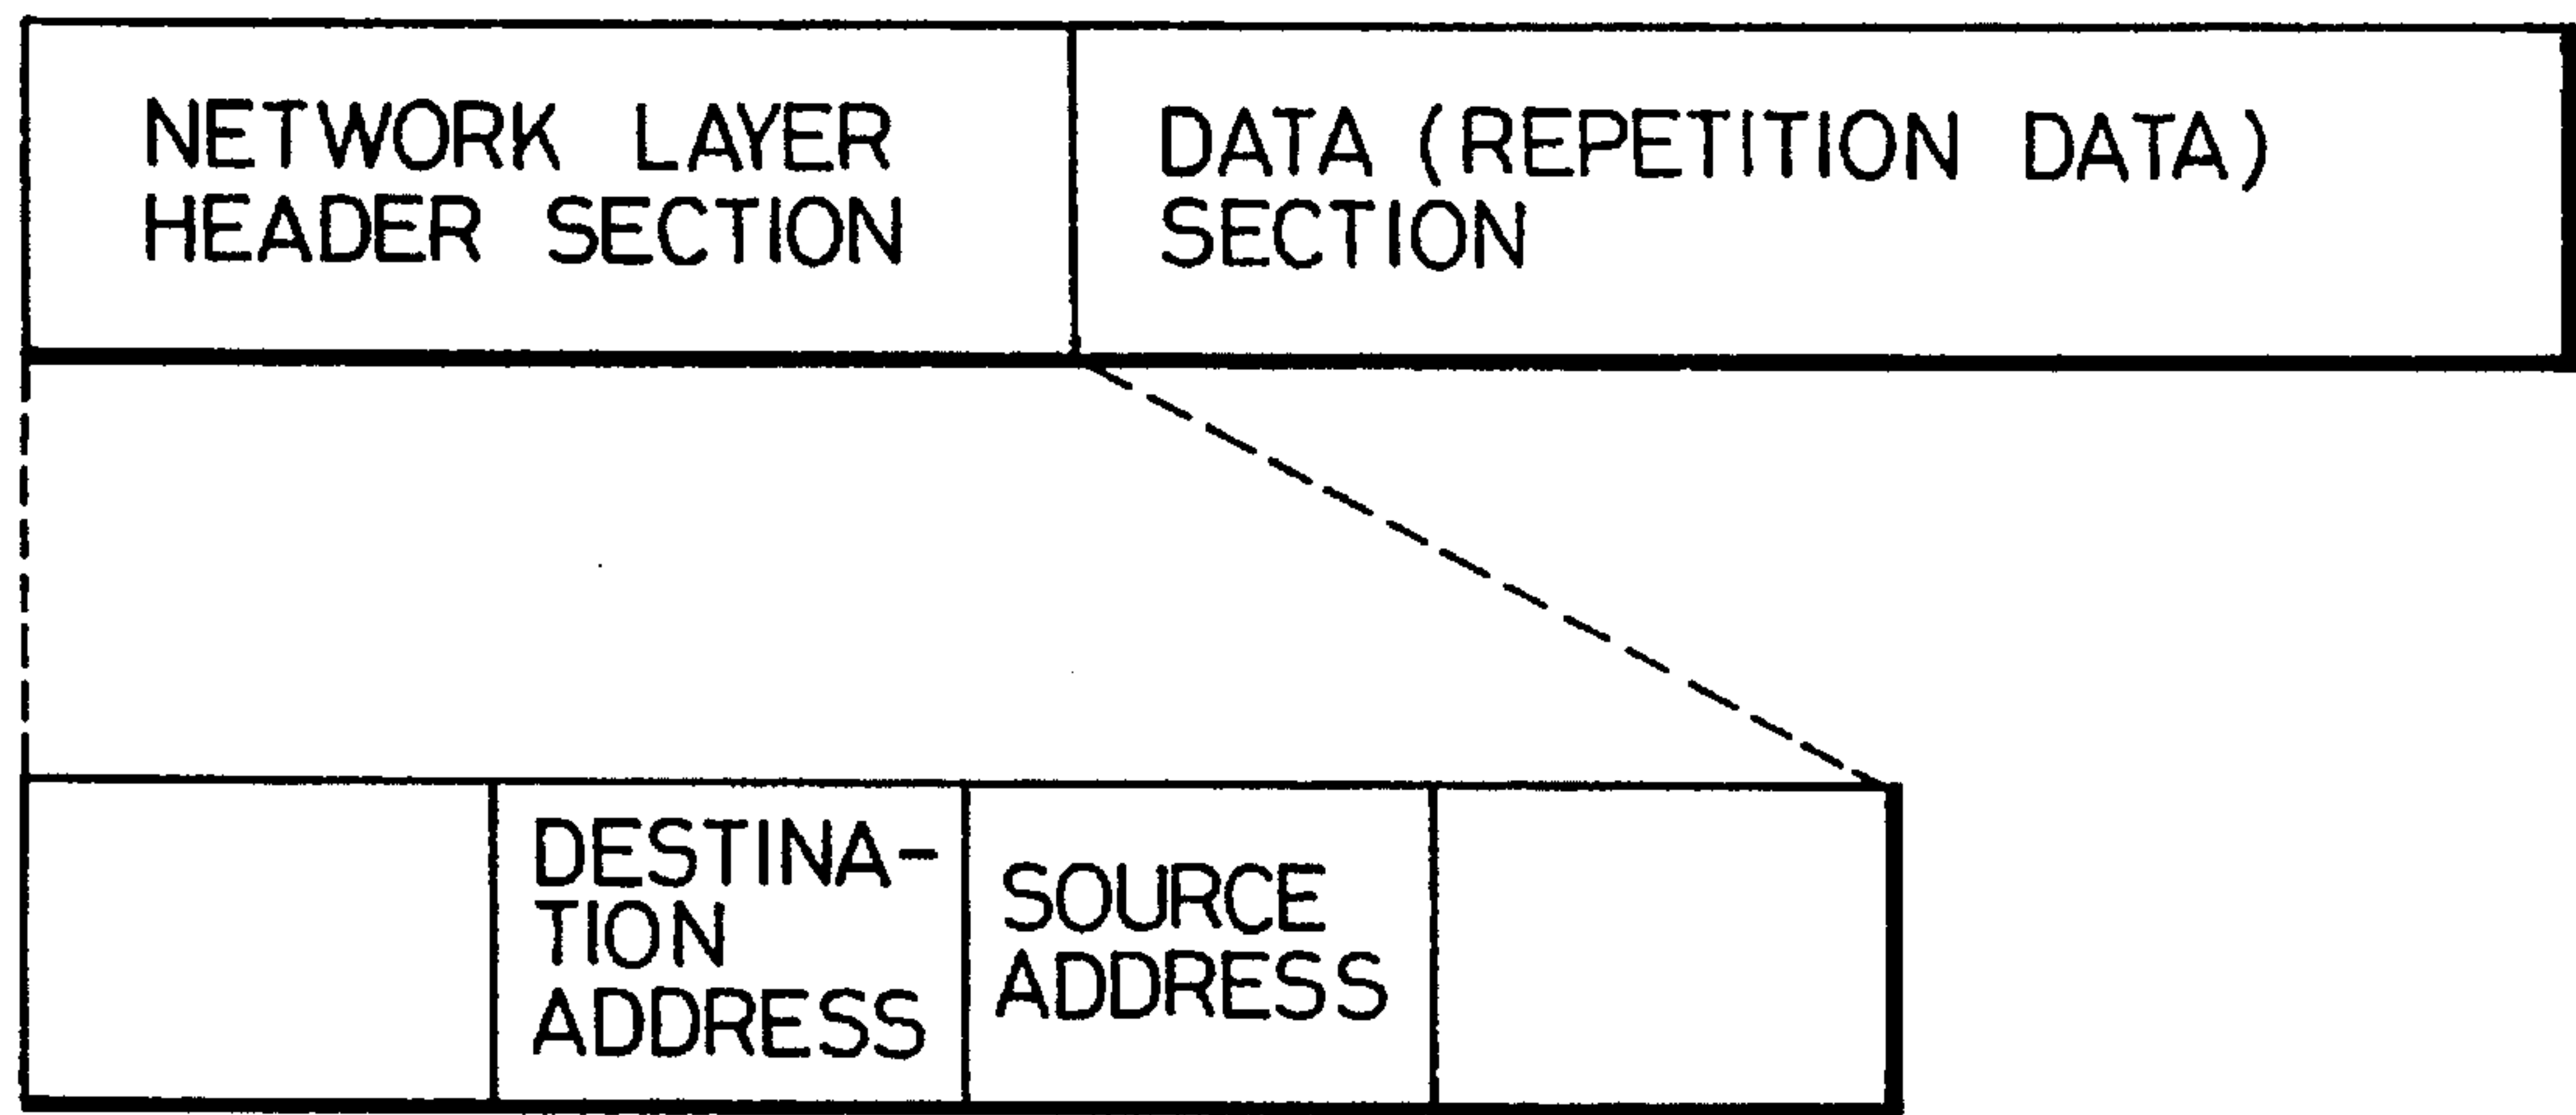 NETWORK LAYER
HEADER SECTION
DATA (REPETITION DATA)
SECTION
DESTINA-
TION
ADDRESS
SOURCE
ADDRESS